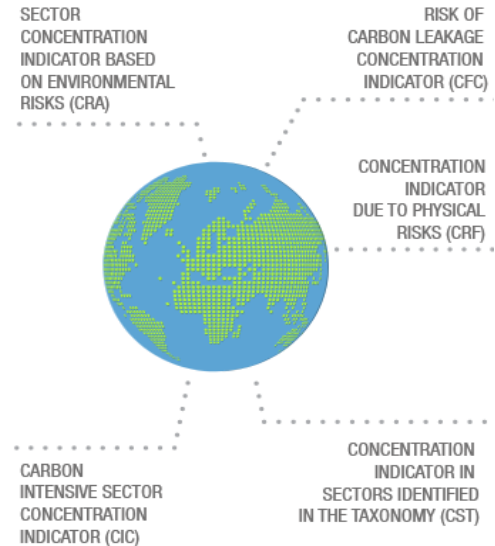 SECTOR
CONCENTRATION
INDICATOR BASED
ON ENVIRONMENTAL
RISKS (CRA)
RISK OF
CARBON LEAKAGE
CONCENTRATION
INDICATOR (CFC)
CONCENTRATION
INDICATOR
DUE TO PHYSICAL
RISKS (CRF)
CARBON
INTENSIVE SECTOR
CONCENTRATION
INDICATOR (CIC)
CONCENTRATION
INDICATOR IN
SECTORS IDENTIFIED
IN THE TAXONOMY (CST)